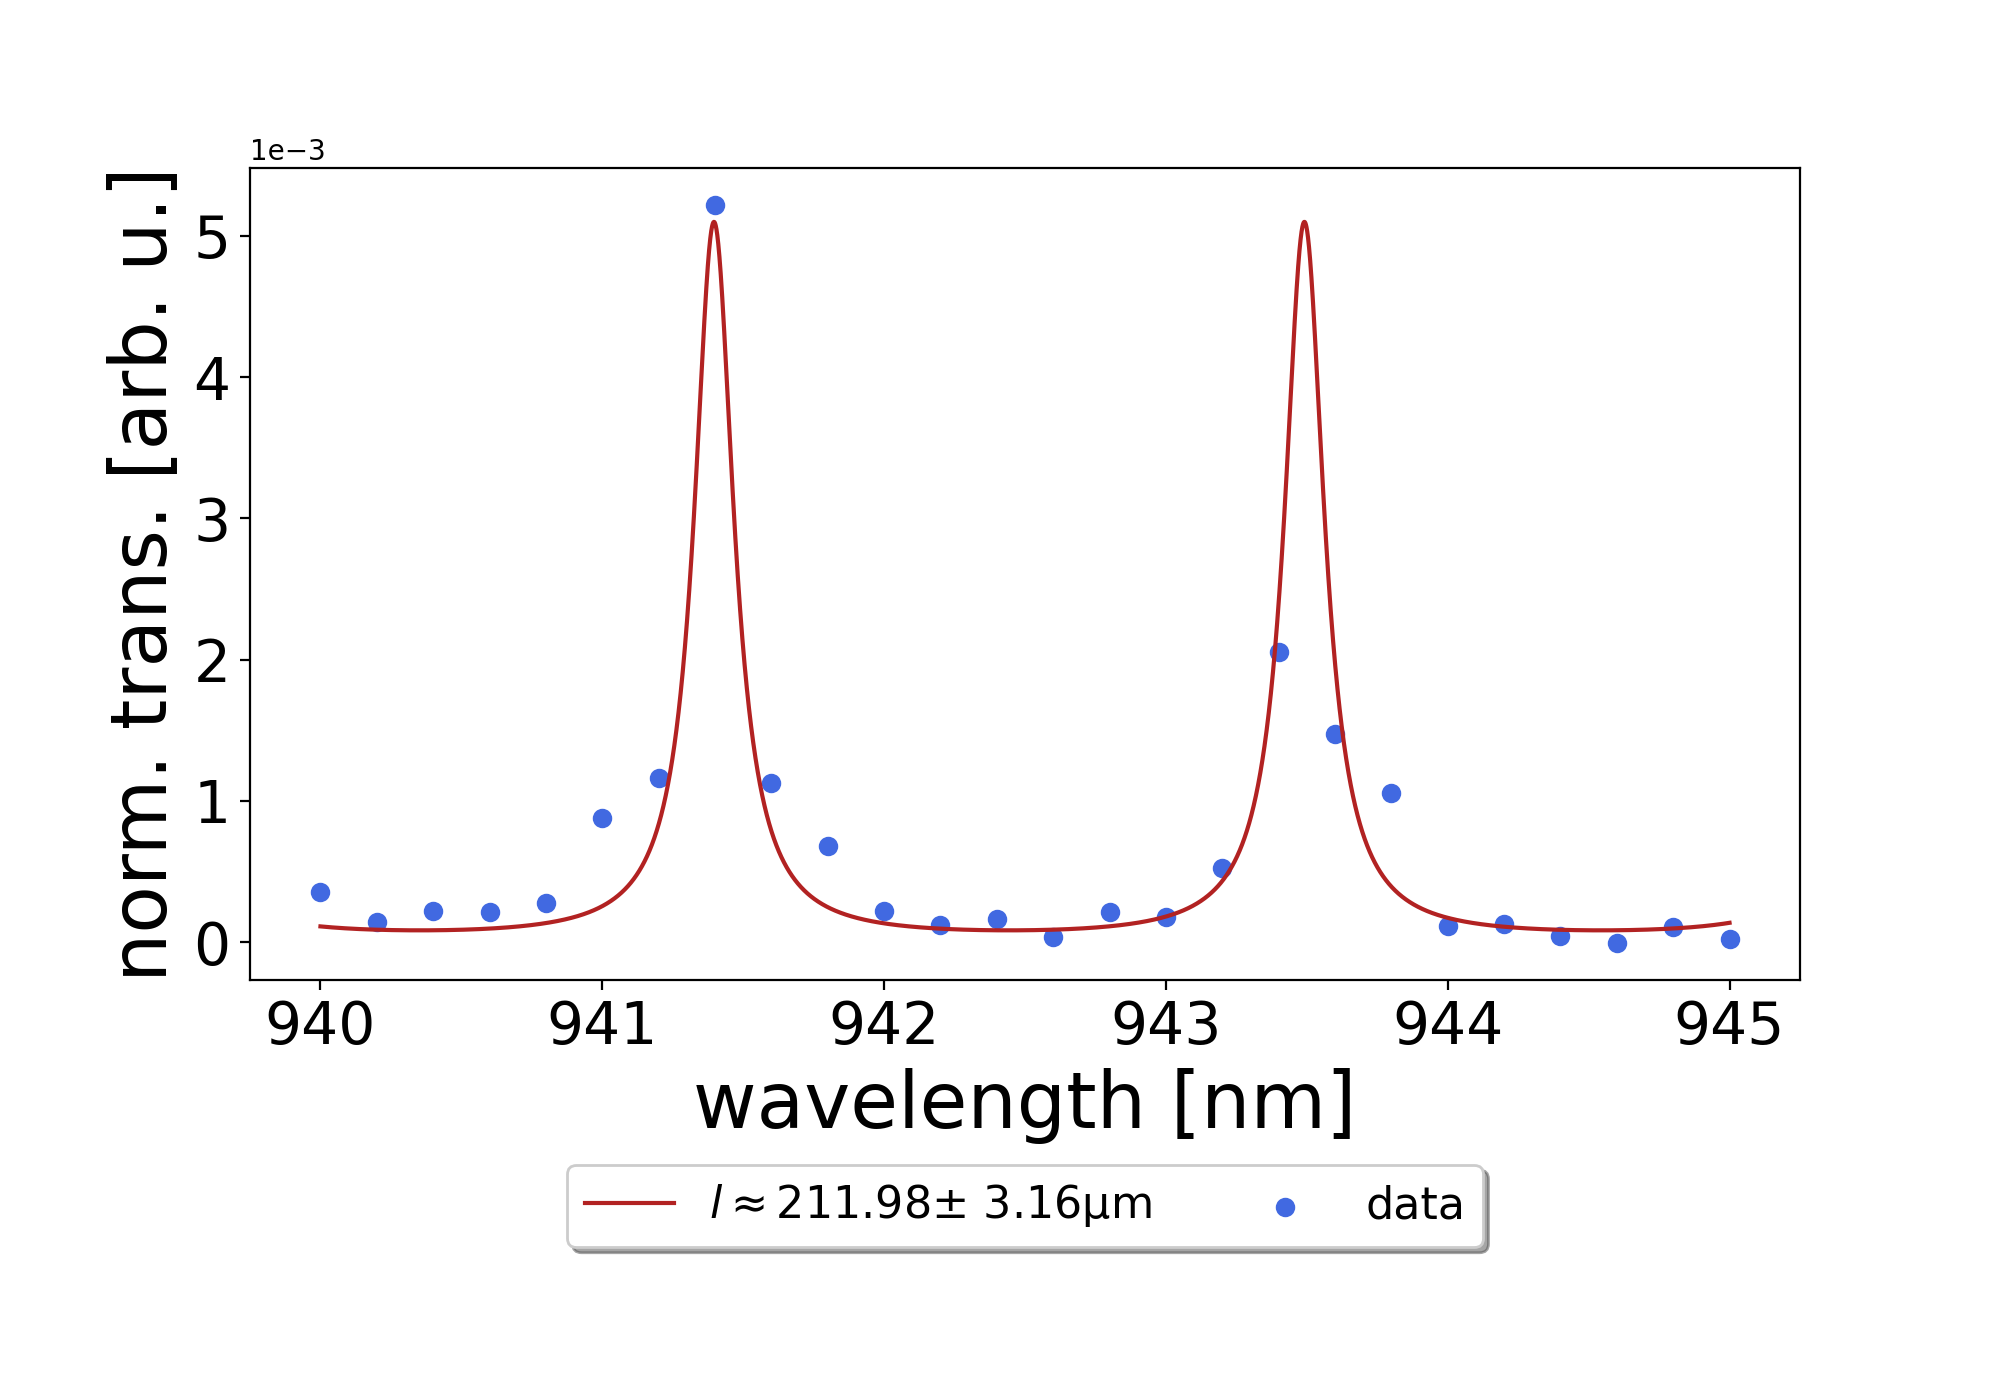 1e−3
norm. trans. [arb. u.]
5
4
3
2
1
0
940 941 942 943 944 945
wavelength [nm]
l ≈ 211.98± 3.16μm
data